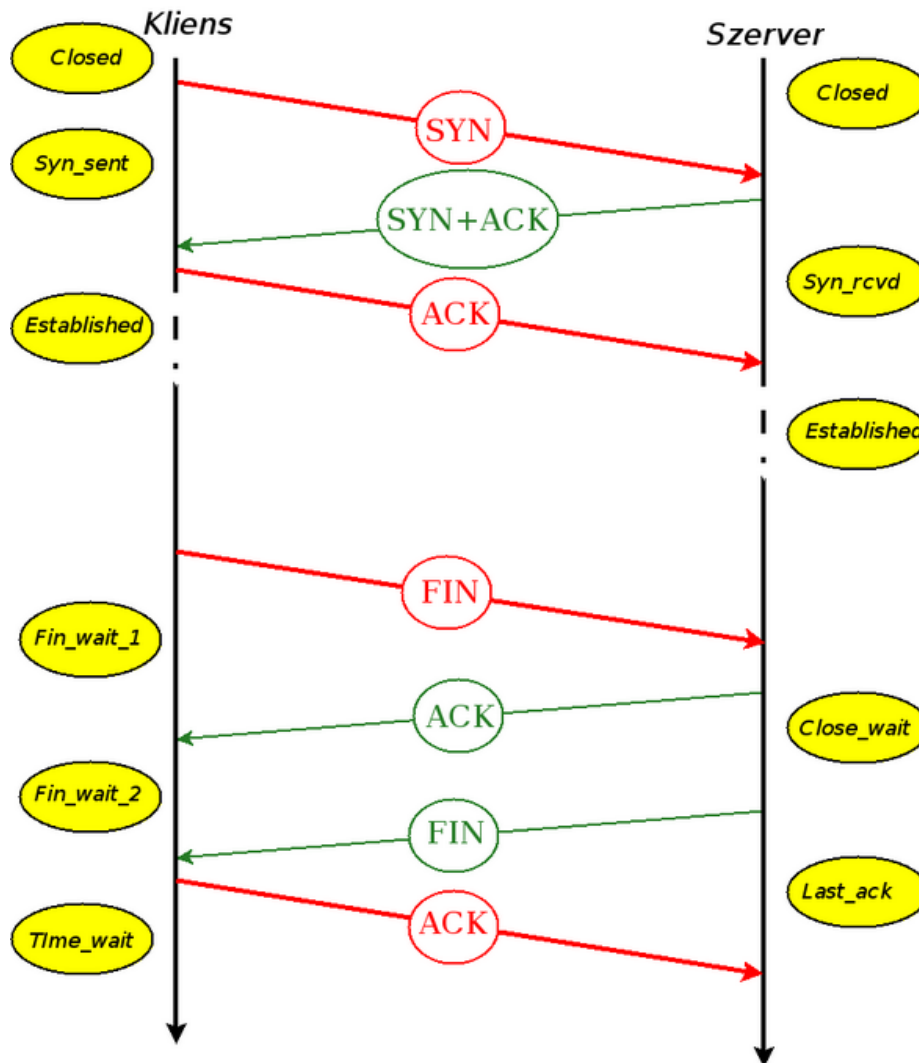 Kliens
Szerver
Closed
Closed
SYN
Syn_sent
SYN+ACK
Syn_rcvd
ACK
Established
Established
FIN
Fin_wait_1
ACK
Close_wait
Fin_wait_2
FIN
Last_ack
ACK
TIme_wait